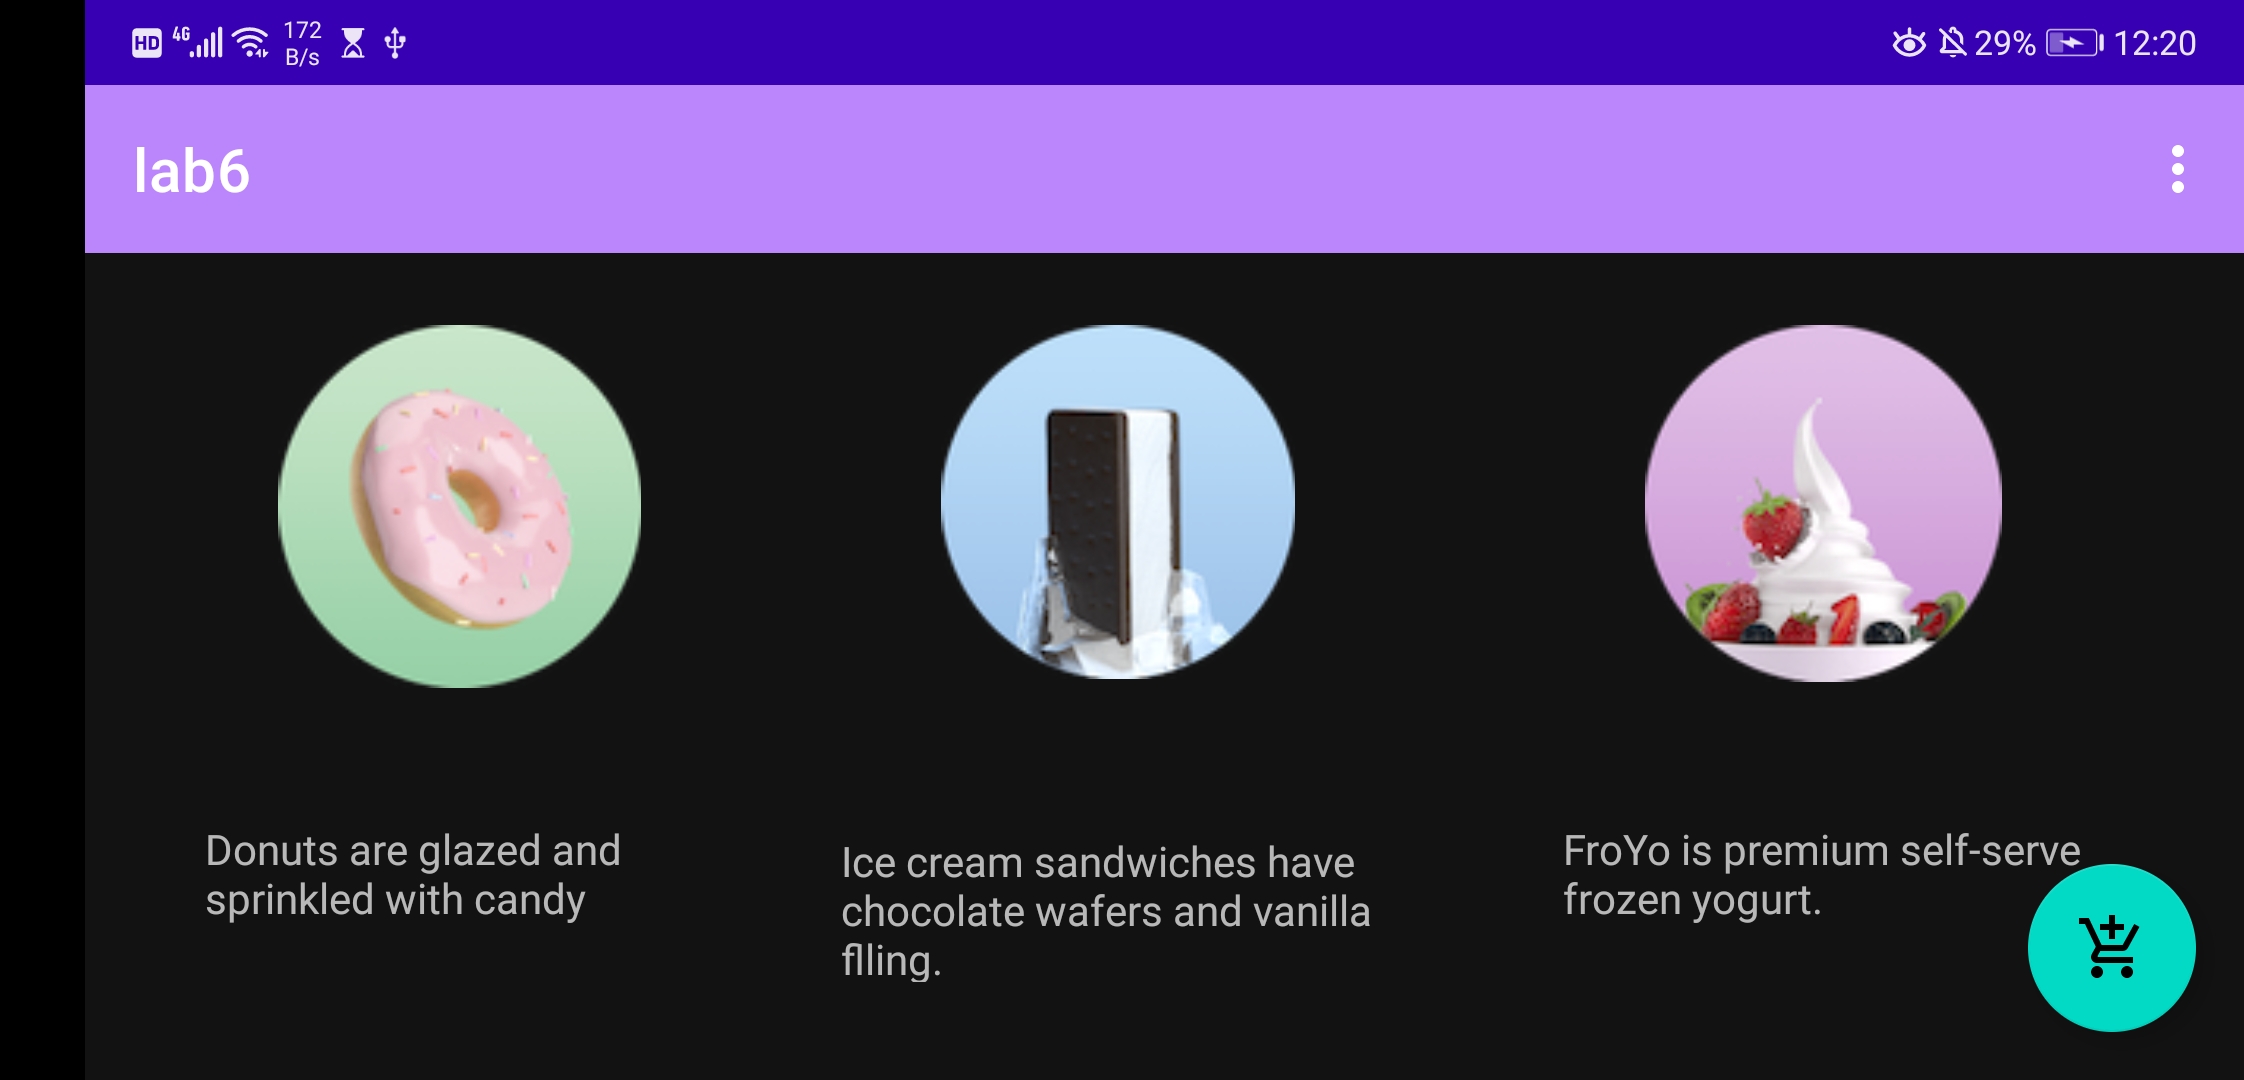 HD 4G 172 B/s 29% 12:20
lab6
Donuts are glazed and
sprinkled with candy
Ice cream sandwiches have
chocolate wafers and vanilla
flling.
FroYo is premium self-serve
frozen yogurt.